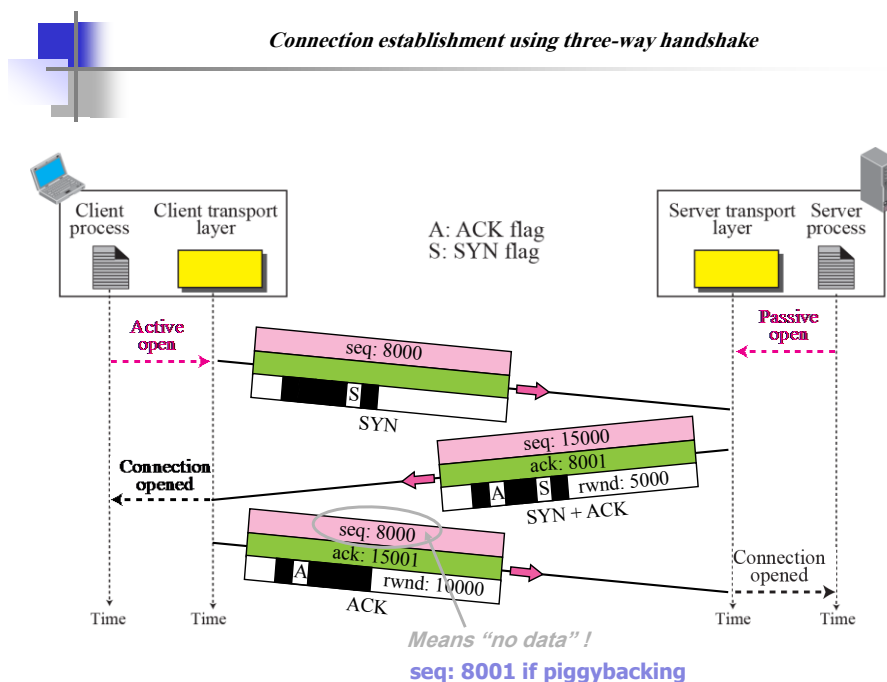 Connection establishment using three-way handshake
Client process
Client transport layer
A: ACK flag
S: SYN flag
Server transport layer
Server process
Active open
Passive open
seq: 8000
S
SYN
seq: 15000
ack: 8001
A S rwnd: 5000
SYN + ACK
Connection opened
seq: 8000
ack: 15001
A rwnd: 10000
ACK
Connection opened
Time
Time
Time
Time
Means “no data” !
seq: 8001 if piggybacking